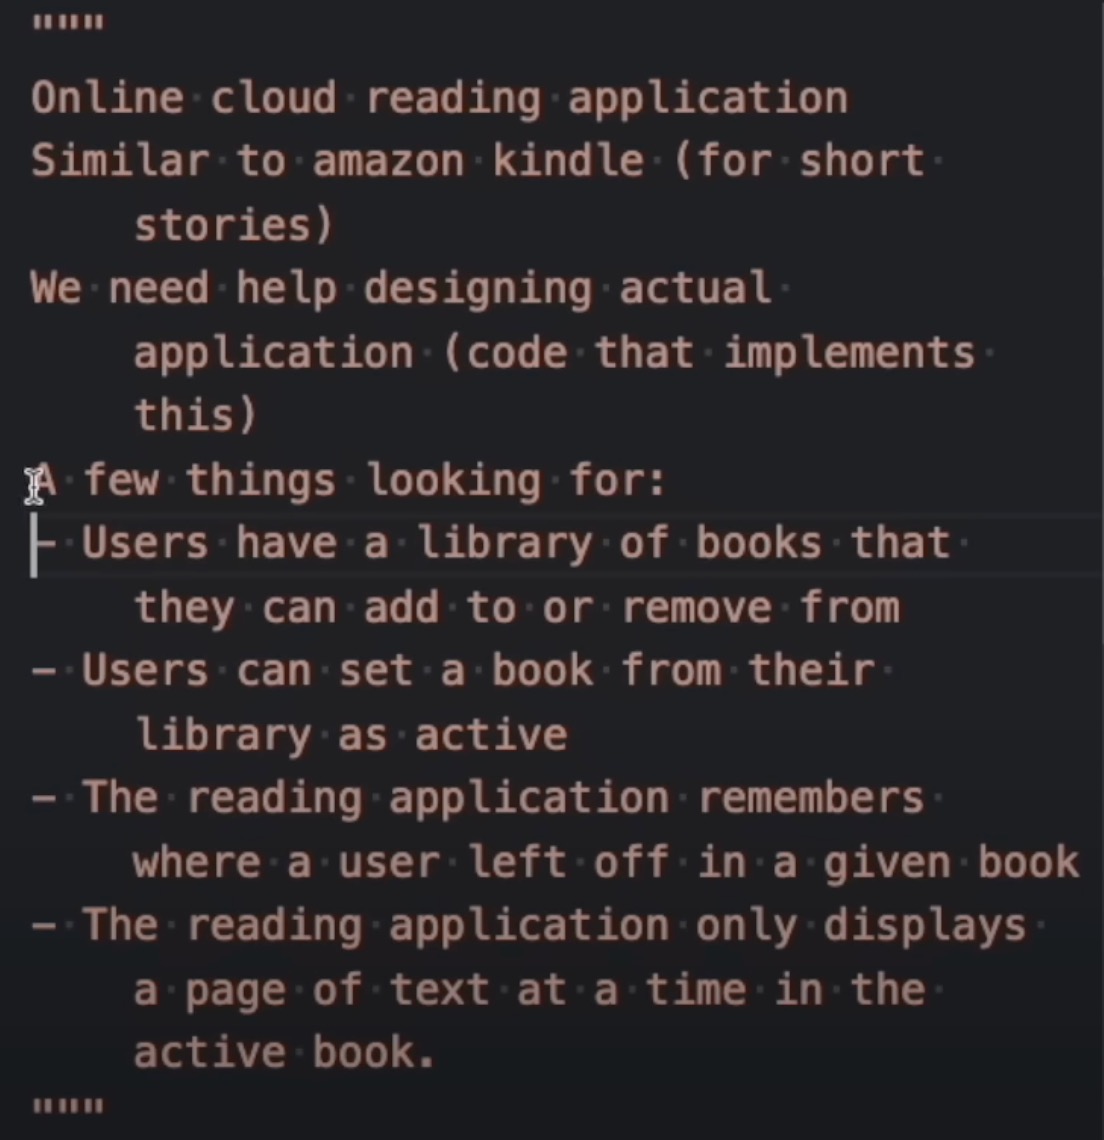 """
Online cloud reading application
Similar to amazon kindle (for short
stories)
We need help designing actual
application (code that implements
this)
A few things looking for:
- Users have a library of books that
they can add to or remove from
- Users can set a book from their
library as active
- The reading application remembers
where a user left off in a given book
- The reading application only displays
a page of text at a time in the
active book.
"""